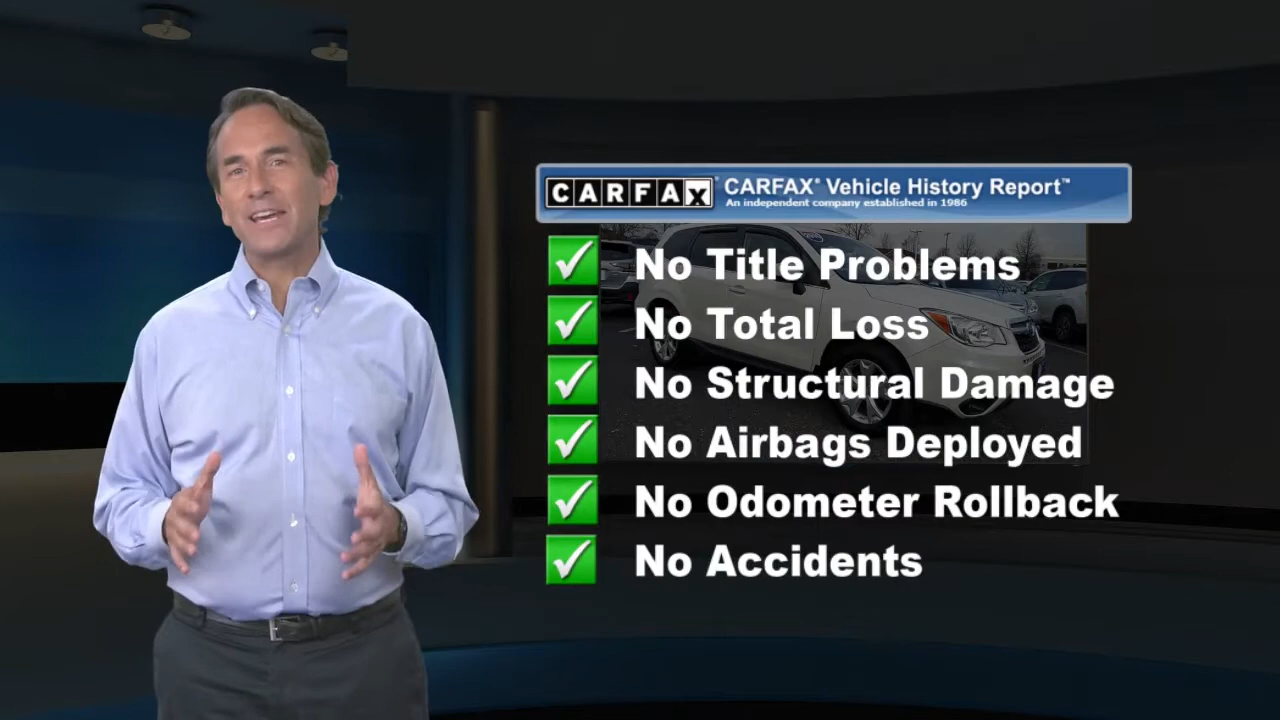 CARFAX® CARFAX® Vehicle History Report™
An independent company established in 1986
No Title Problems
No Total Loss
No Structural Damage
No Airbags Deployed
No Odometer Rollback
No Accidents